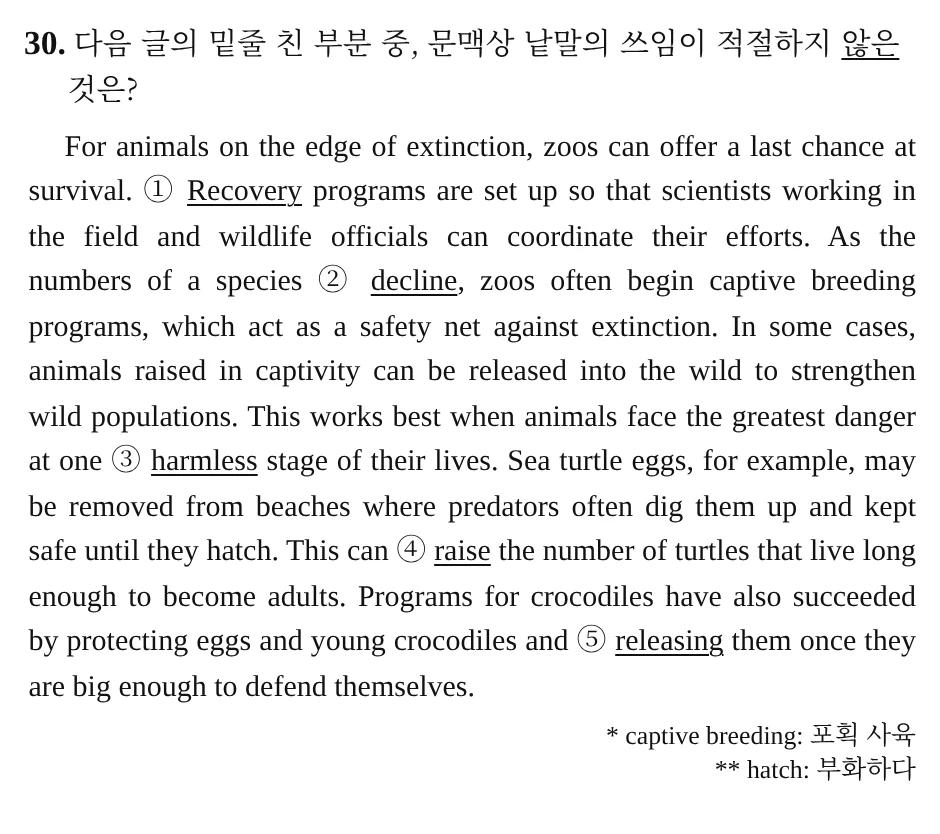 30. 다음 글의 밑줄 친 부분 중, 문맥상 낱말의 쓰임이 적절하지 않은
것은?
For animals on the edge of extinction, zoos can offer a last chance at
survival. ① Recovery programs are set up so that scientists working in
the field and wildlife officials can coordinate their efforts. As the
numbers of a species ② decline, zoos often begin captive breeding
programs, which act as a safety net against extinction. In some cases,
animals raised in captivity can be released into the wild to strengthen
wild populations. This works best when animals face the greatest danger
at one ③ harmless stage of their lives. Sea turtle eggs, for example, may
be removed from beaches where predators often dig them up and kept
safe until they hatch. This can ④ raise the number of turtles that live long
enough to become adults. Programs for crocodiles have also succeeded
by protecting eggs and young crocodiles and ⑤ releasing them once they
are big enough to defend themselves.
* captive breeding: 포획 사육
** hatch: 부화하다